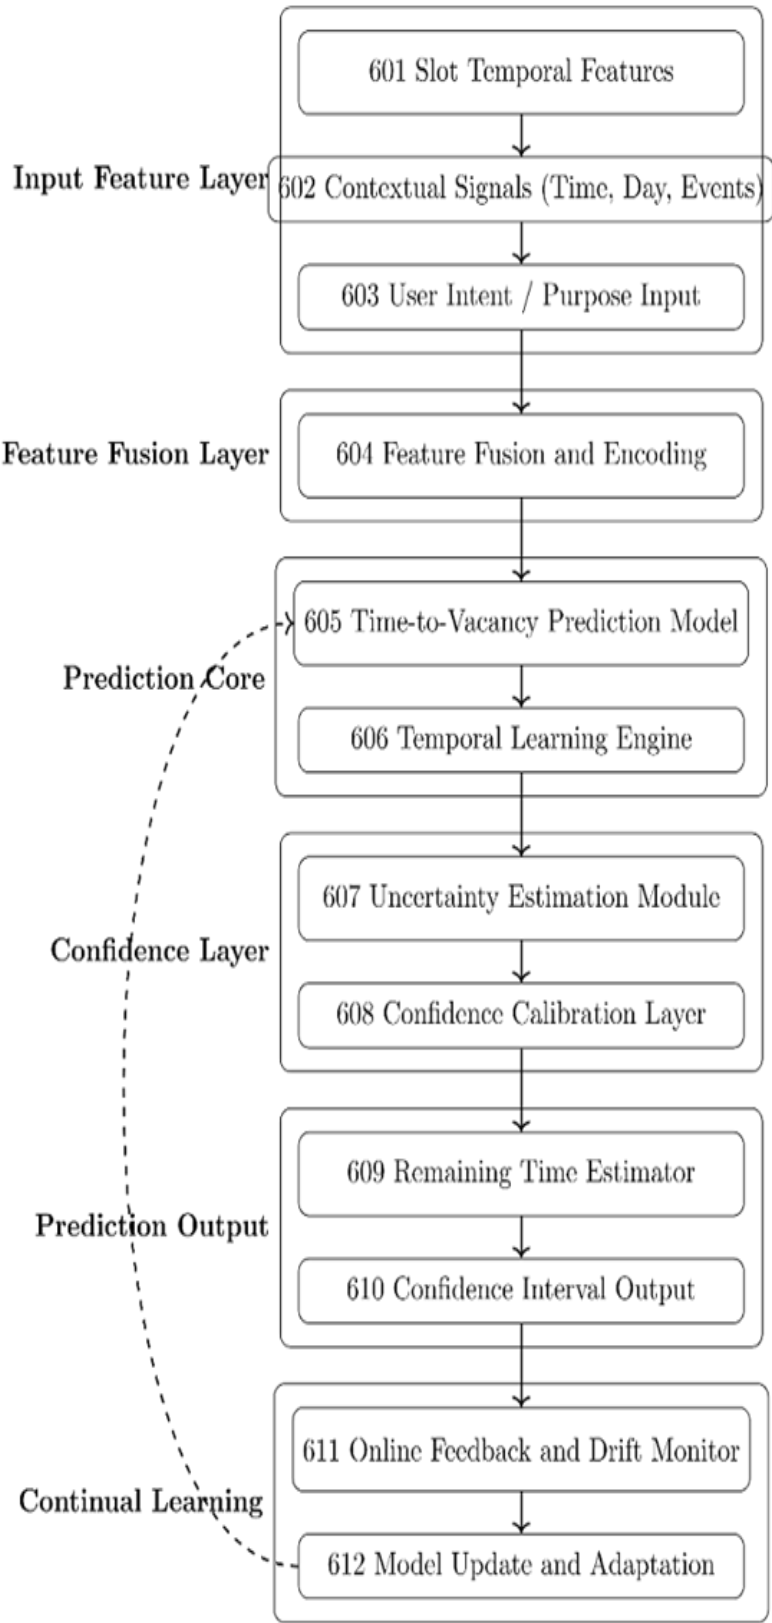 601 Slot Temporal Features
Input Feature Layer
602 Contextual Signals (Time, Day, Events)
603 User Intent / Purpose Input
Feature Fusion Layer
604 Feature Fusion and Encoding
605 Time-to-Vacancy Prediction Model
Prediction Core
606 Temporal Learning Engine
607 Uncertainty Estimation Module
Confidence Layer
608 Confidence Calibration Layer
609 Remaining Time Estimator
Prediction Output
610 Confidence Interval Output
611 Online Feedback and Drift Monitor
Continual Learning
612 Model Update and Adaptation